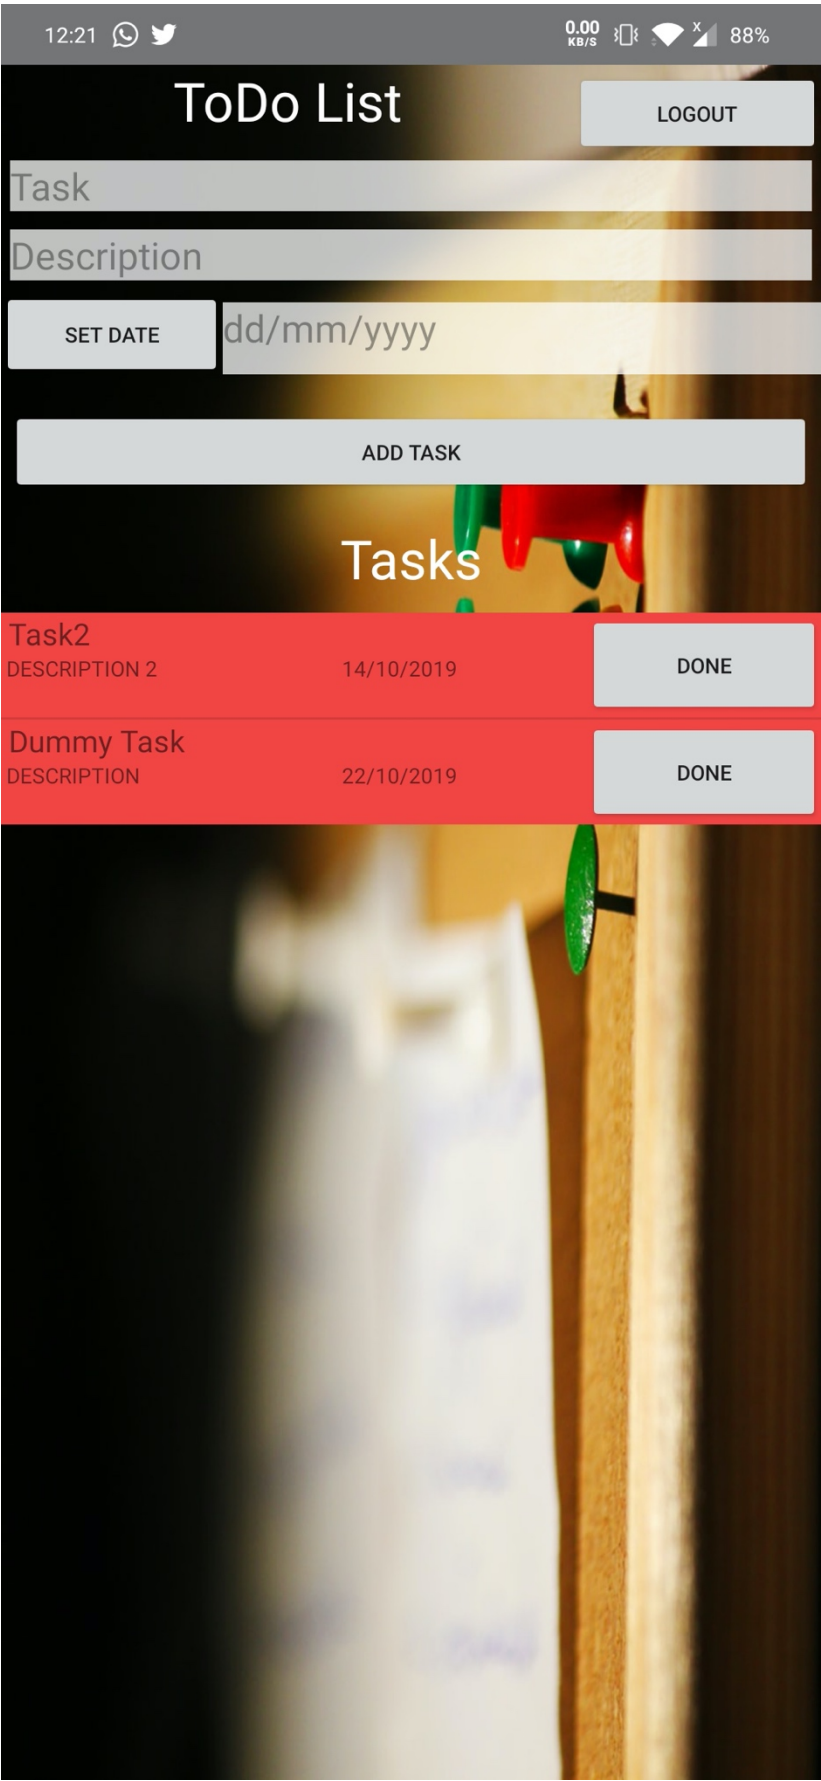 12:21 0.00 KB/S x 88%
ToDo List LOGOUT
Task
Description
SET DATE dd/mm/yyyy
ADD TASK
Tasks
Task2
DESCRIPTION 2 14/10/2019 DONE
Dummy Task
DESCRIPTION 22/10/2019 DONE